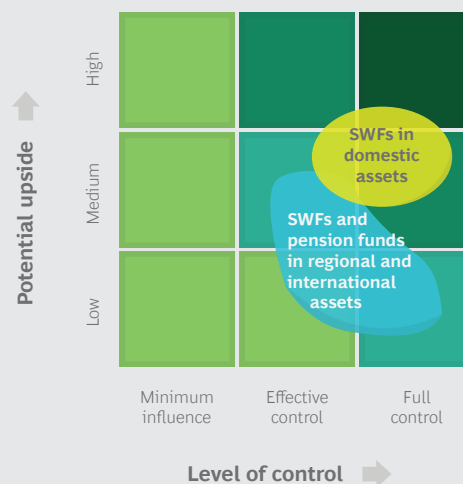 Potential upside
High
Medium
Low
SWFs in
domestic
assets
SWFs and
pension funds
in regional and
international
assets
Minimum
influence
Effective
control
Full
control
Level of control